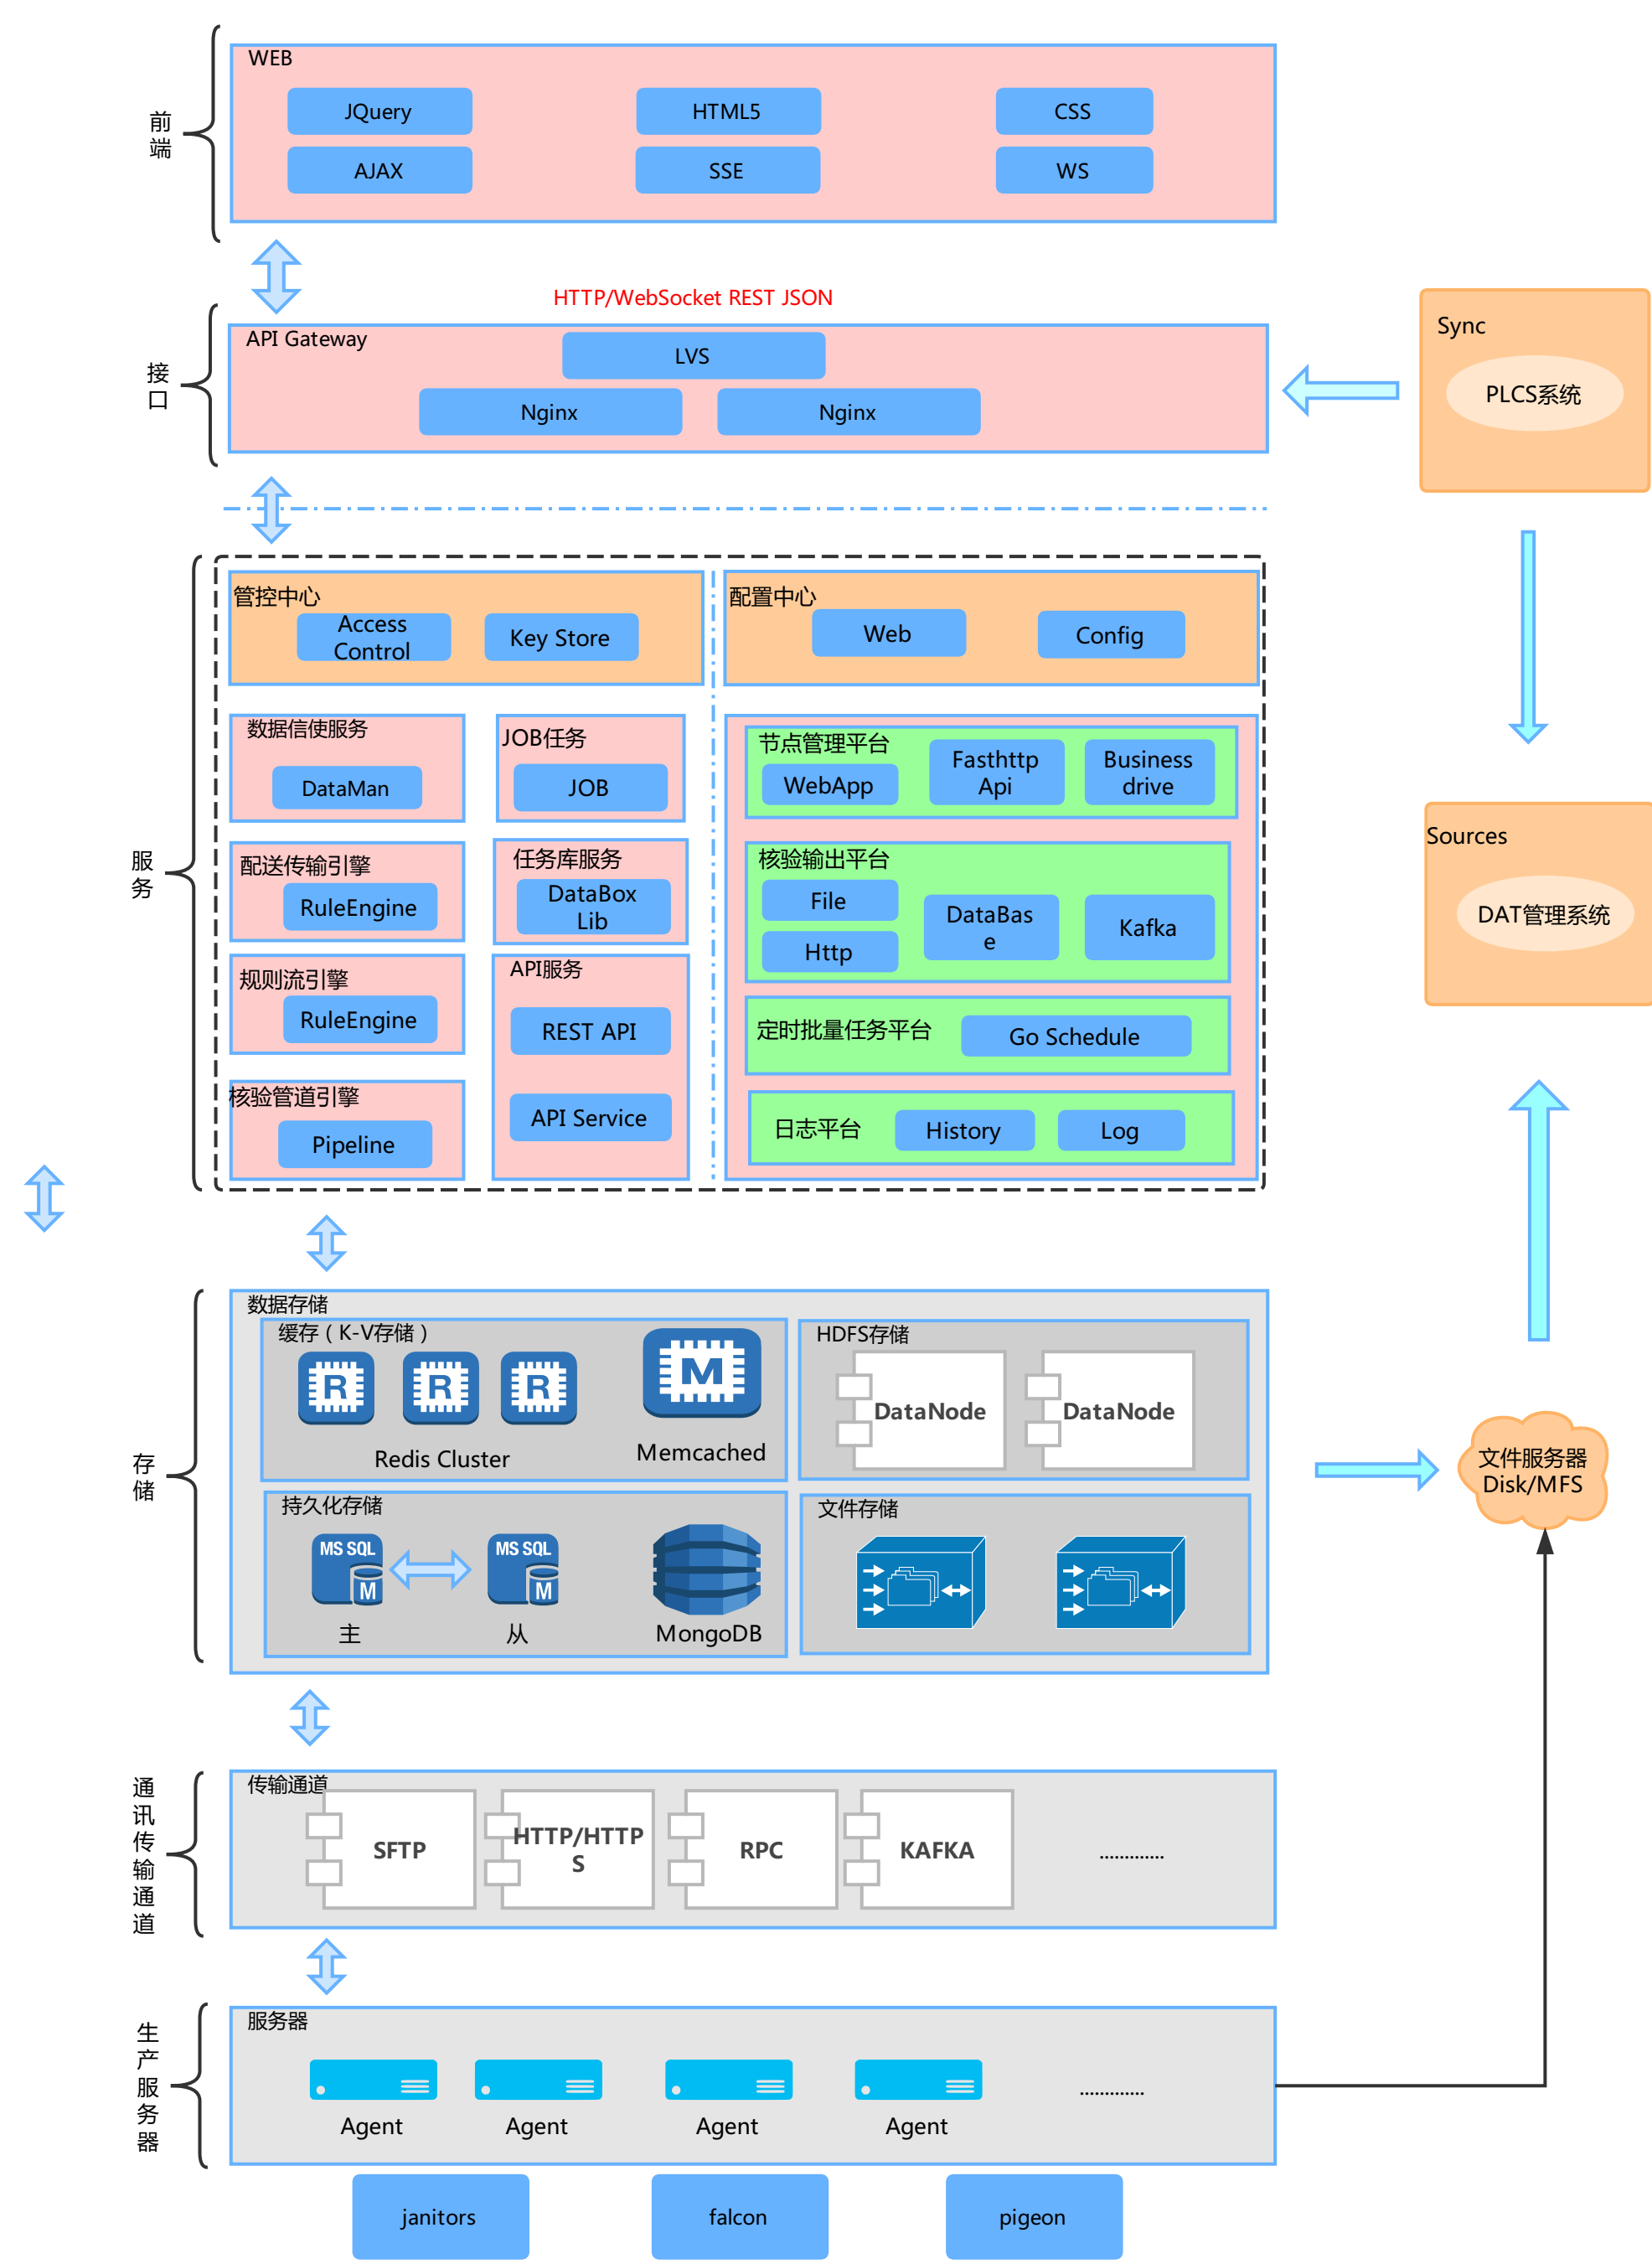 前
端
WEB
JQuery
HTML5
CSS
AJAX
SSE
WS
HTTP/WebSocket REST JSON
接
口
API Gateway
LVS
Nginx
Nginx
Sync
PLCS系统
服
务
管控中心
Access
Control
Key Store
配置中心
Web
Config
数据信使服务
DataMan
JOB任务
JOB
配送传输引擎
RuleEngine
任务库服务
DataBox
Lib
规则流引擎
RuleEngine
API服务
REST API
API Service
核验管道引擎
Pipeline
节点管理平台
WebApp
Fasthttp
Api
Business
drive
核验输出平台
File
Http
DataBas
e
Kafka
定时批量任务平台
Go Schedule
日志平台
History
Log
Sources
DAT管理系统
存
储
数据存储
缓存（K-V存储）
R
R
R
Redis Cluster
M
Memcached
HDFS存储
DataNode
DataNode
持久化存储
MS SQL
M
主
MS SQL
M
从
MongoDB
文件存储
文件服务器
Disk/MFS
通
讯
传
输
通
道
传输通道
SFTP
HTTP/HTTP
S
RPC
KAFKA
.............
生
产
服
务
器
服务器
Agent
Agent
Agent
Agent
.............
janitors
falcon
pigeon